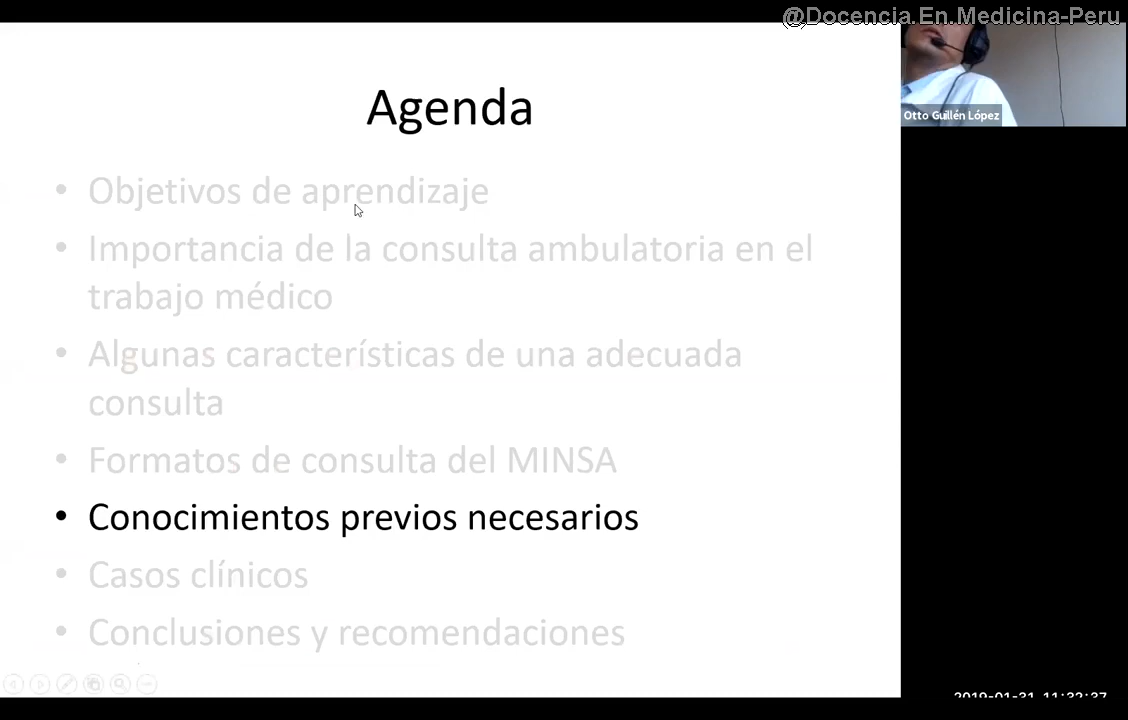 @Docencia.En.Medicina-Peru
Otto Guillén López
Agenda
• Objetivos de aprendizaje
• Importancia de la consulta ambulatoria en el
trabajo médico
• Algunas características de una adecuada
consulta
• Formatos de consulta del MINSA
• Conocimientos previos necesarios
• Casos clínicos
• Conclusiones y recomendaciones
2019-01-31 11:32:37